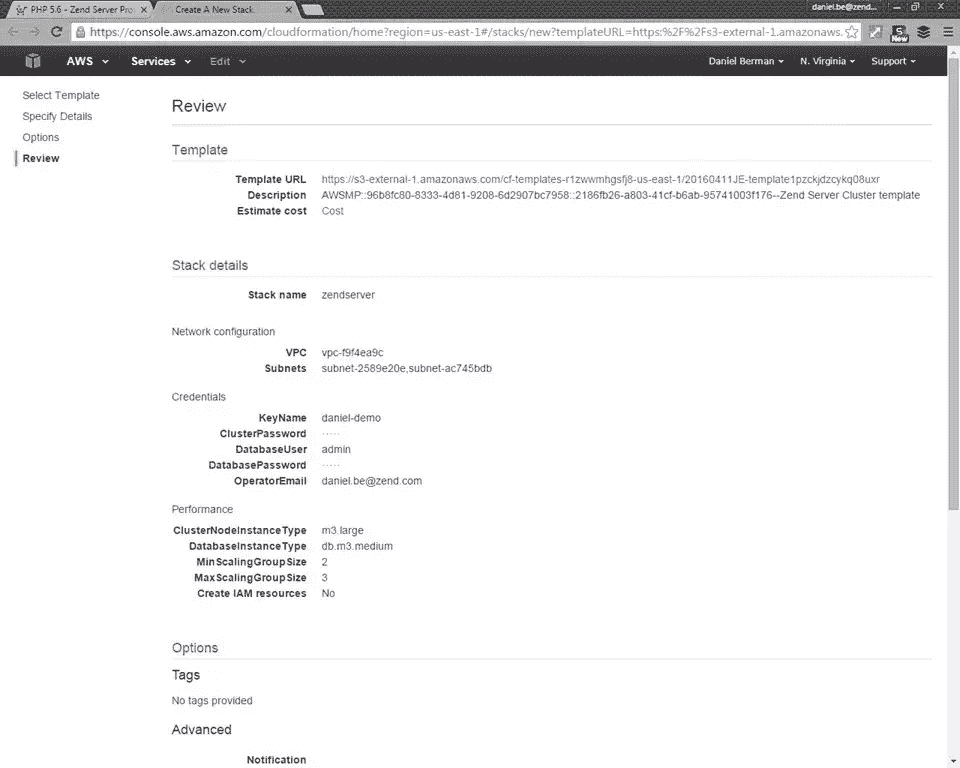 PHP 5.6 - Zend Server Pro
Create A New Stack
daniel.be@zend...
https://console.aws.amazon.com/cloudformation/home?region=us-east-1#/stacks/new?templateURL=https:%2F%2Fs3-external-1.amazonaws.
New
AWS Services Edit
Daniel Berman N. Virginia Support
Select Template
Specify Details
Options
Review
Review
Template
Template URL https://s3-external-1.amazonaws.com/cf-templates-r1zwwmhgsfj8-us-east-1/20160411JE-template1pzckjdzcykq08uxr
Description AWSMP::96b8fc80-8333-4d81-9208-6d2907bc7958::2186fb26-a803-41cf-b6ab-95741003f176--Zend Server Cluster template
Estimate cost Cost
Stack details
Stack name zendserver
Network configuration
VPC vpc-f9f4ea9c
Subnets subnet-2589e20e,subnet-ac745bdb
Credentials
KeyName daniel-demo
ClusterPassword ·····
DatabaseUser admin
DatabasePassword ·····
OperatorEmail daniel.be@zend.com
Performance
ClusterNodeInstanceType m3.large
DatabaseInstanceType db.m3.medium
MinScalingGroupSize 2
MaxScalingGroupSize 3
Create IAM resources No
Options
Tags
No tags provided
Advanced
Notification